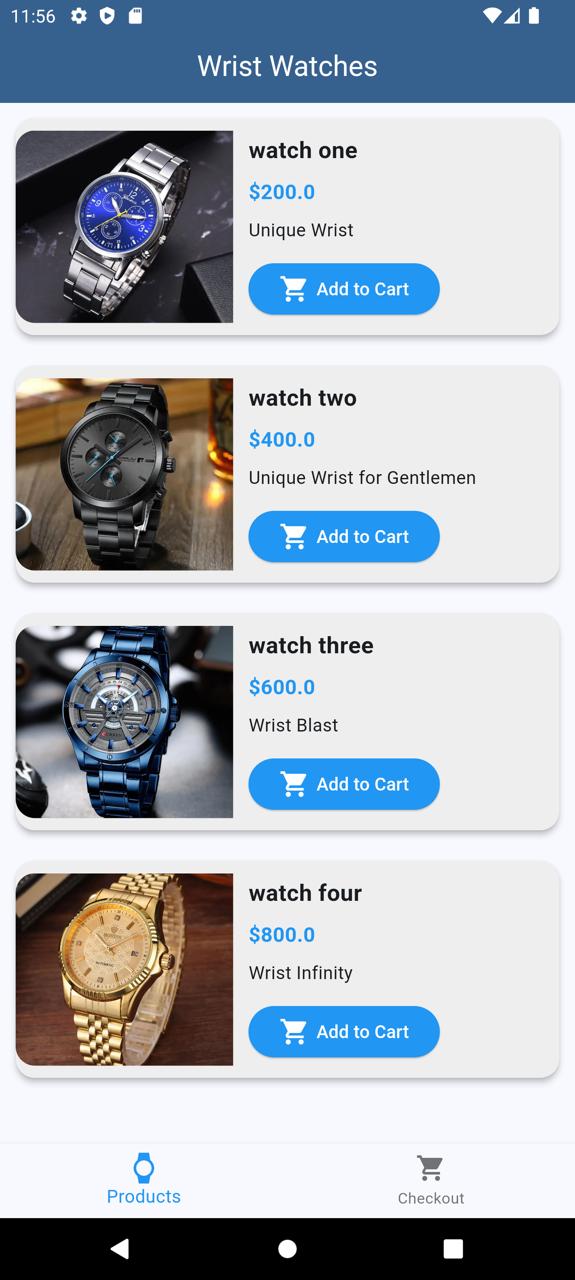 11:56
Wrist Watches
watch one
$200.0
Unique Wrist
Add to Cart
watch two
$400.0
Unique Wrist for Gentlemen
Add to Cart
watch three
$600.0
Wrist Blast
Add to Cart
watch four
$800.0
Wrist Infinity
Add to Cart
Products
Checkout